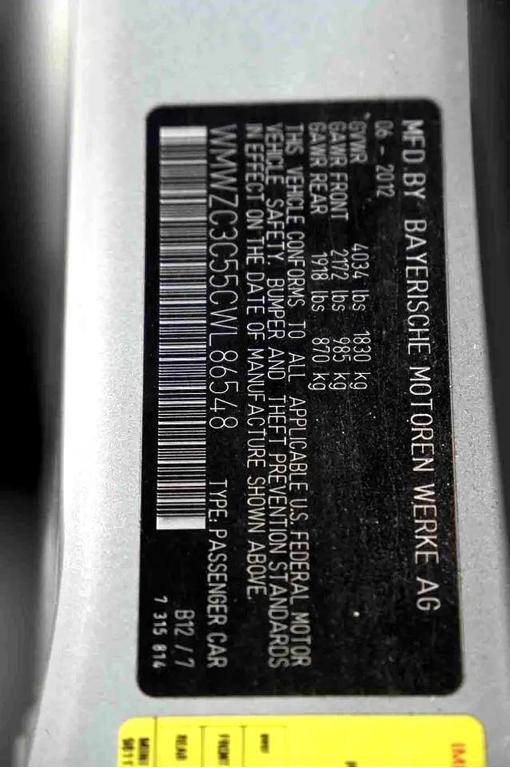 MFD.BY BAYERISCHE MOTOREN WERKE AG
06 - 2012
GVWR 4034 lbs 1830 kg
GAWR FRONT 2172 lbs 985 kg
GAWR REAR 1918 lbs 870 kg
THIS VEHICLE CONFORMS TO ALL APPLICABLE U.S. FEDERAL MOTOR
VEHICLE SAFETY, BUMPER AND THEFT PREVENTION STANDARDS
IN EFFECT ON THE DATE OF MANUFACTURE SHOWN ABOVE.
WMWZC3C55CWL86548 TYPE: PASSENGER CAR
B12 / 7
7 315 814
FRONT
REAR
MINI